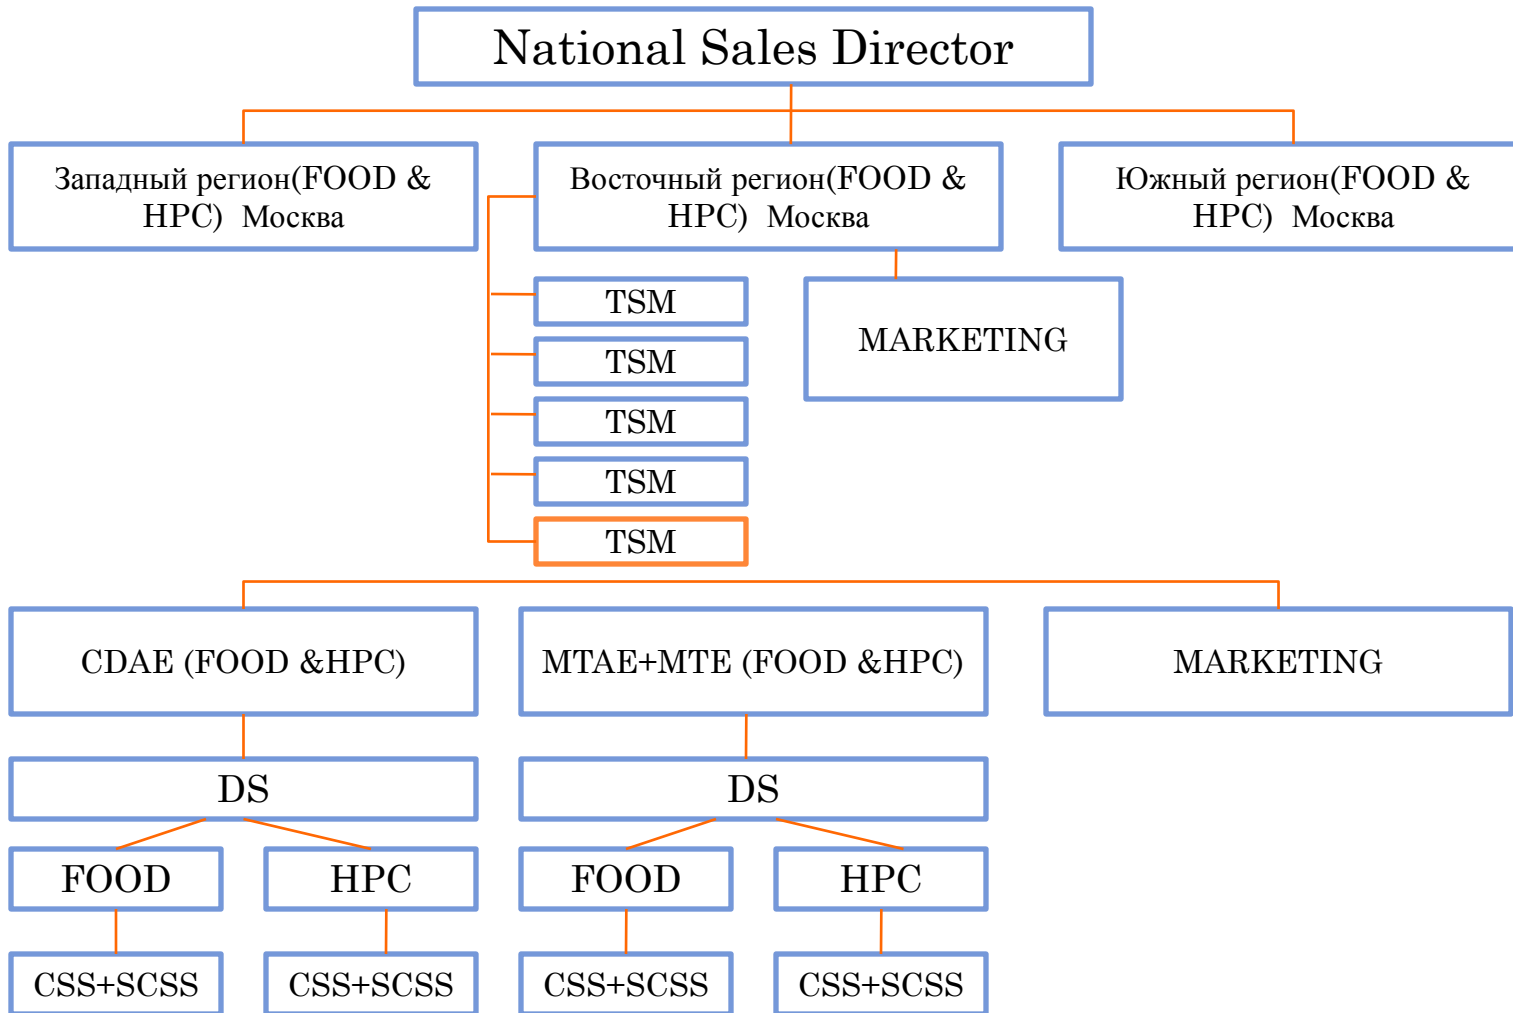 National Sales Director
Западный регион(FOOD &
HPC) Москва
Восточный регион(FOOD &
HPC) Москва
Южный регион(FOOD &
HPC) Москва
TSM
MARKETING
TSM
TSM
TSM
TSM
CDAE (FOOD &HPC)
MTAE+MTE (FOOD &HPC)
MARKETING
DS
DS
FOOD
HPC
FOOD
HPC
CSS+SCSS
CSS+SCSS
CSS+SCSS
CSS+SCSS